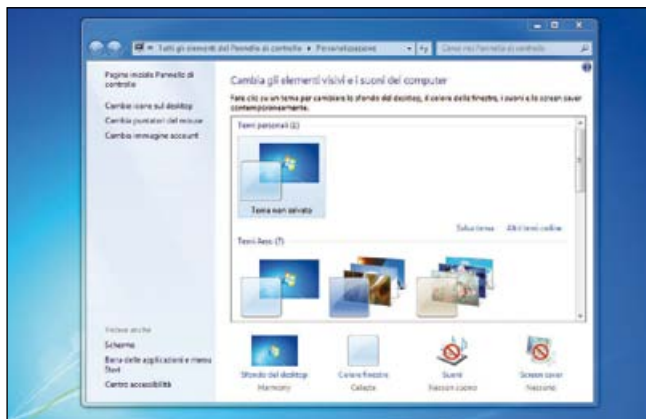 Tutti gli elementi del Pannello di controllo ▸ Personalizzazione
Cerca nel Pannello di controllo
Pagina iniziale Pannello di
controllo
Cambia icone sul desktop
Cambia puntatori del mouse
Cambia immagine account
Cambia gli elementi visivi e i suoni del computer
Fare clic su un tema per cambiare lo sfondo del desktop, il colore delle finestre, i suoni e lo screen saver
contemporaneamente.
Temi personali (1)
Tema non salvato
Salva tema Altri temi online
Temi Aero (7)
Vedere anche
Schermo
Barra delle applicazioni e menu
Start
Centro accessibilità
Sfondo del desktop
Harmony
Colore finestre
Celeste
Suoni
Nessun suono
Screen saver
Nessuno